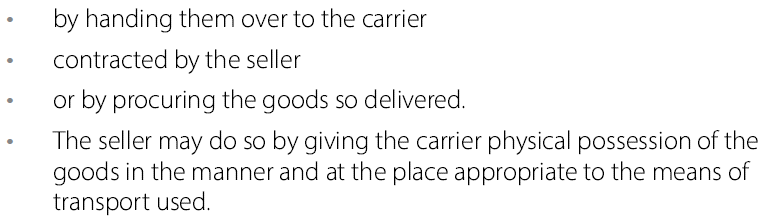 • by handing them over to the carrier
• contracted by the seller
• or by procuring the goods so delivered.
• The seller may do so by giving the carrier physical possession of the
goods in the manner and at the place appropriate to the means of
transport used.